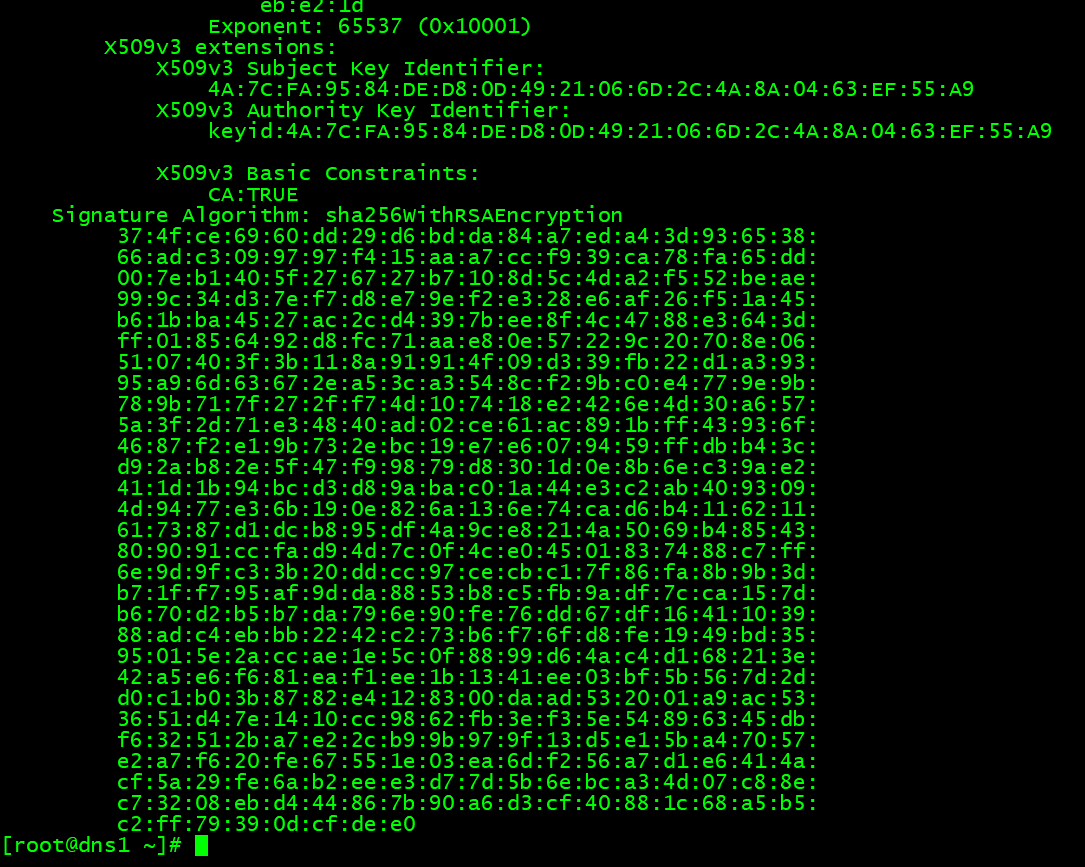 eb:e2:1d
Exponent: 65537 (0x10001)
X509v3 extensions:
X509v3 Subject Key Identifier:
4A:7C:FA:95:84:DE:D8:0D:49:21:06:6D:2C:4A:8A:04:63:EF:55:A9
X509v3 Authority Key Identifier:
keyid:4A:7C:FA:95:84:DE:D8:0D:49:21:06:6D:2C:4A:8A:04:63:EF:55:A9
X509v3 Basic Constraints:
CA:TRUE
Signature Algorithm: sha256WithRSAEncryption
37:4f:ce:69:60:dd:29:d6:bd:da:84:a7:ed:a4:3d:93:65:38:
66:ad:c3:09:97:97:f4:15:aa:a7:cc:f9:39:ca:78:fa:65:dd:
00:7e:b1:40:5f:27:67:27:b7:10:8d:5c:4d:a2:f5:52:be:ae:
99:9c:34:d3:7e:f7:d8:e7:9e:f2:e3:28:e6:af:26:f5:1a:45:
b6:1b:ba:45:27:ac:2c:d4:39:7b:ee:8f:4c:47:88:e3:64:3d:
ff:01:85:64:92:d8:fc:71:aa:e8:0e:57:22:9c:20:70:8e:06:
51:07:40:3f:3b:11:8a:91:91:4f:09:d3:39:fb:22:d1:a3:93:
95:a9:6d:63:67:2e:a5:3c:a3:54:8c:f2:9b:c0:e4:77:9e:9b:
78:9b:71:7f:27:2f:f7:4d:10:74:18:e2:42:6e:4d:30:a6:57:
5a:3f:2d:71:e3:48:40:ad:02:ce:61:ac:89:1b:ff:43:93:6f:
46:87:f2:e1:9b:73:2e:bc:19:e7:e6:07:94:59:ff:db:b4:3c:
d9:2a:b8:2e:5f:47:f9:98:79:d8:30:1d:0e:8b:6e:c3:9a:e2:
41:1d:1b:94:bc:d3:d8:9a:ba:c0:1a:44:e3:c2:ab:40:93:09:
4d:94:77:e3:6b:19:0e:82:6a:13:6e:74:ca:d6:b4:11:62:11:
61:73:87:d1:dc:b8:95:df:4a:9c:e8:21:4a:50:69:b4:85:43:
80:90:91:cc:fa:d9:4d:7c:0f:4c:e0:45:01:83:74:88:c7:ff:
6e:9d:9f:c3:3b:20:dd:cc:97:ce:cb:c1:7f:86:fa:8b:9b:3d:
b7:1f:f7:95:af:9d:da:88:53:b8:c5:fb:9a:df:7c:ca:15:7d:
b6:70:d2:b5:b7:da:79:6e:90:fe:76:dd:67:df:16:41:10:39:
88:ad:c4:eb:bb:22:42:c2:73:b6:f7:6f:d8:fe:19:49:bd:35:
95:01:5e:2a:cc:ae:1e:5c:0f:88:99:d6:4a:c4:d1:68:21:3e:
42:a5:e6:f6:81:ea:f1:ee:1b:13:41:ee:03:bf:5b:56:7d:2d:
d0:c1:b0:3b:87:82:e4:12:83:00:da:ad:53:20:01:a9:ac:53:
36:51:d4:7e:14:10:cc:98:62:fb:3e:f3:5e:54:89:63:45:db:
f6:32:51:2b:a7:e2:2c:b9:9b:97:9f:13:d5:e1:5b:a4:70:57:
e2:a7:f6:20:fe:67:55:1e:03:ea:6d:f2:56:a7:d1:e6:41:4a:
cf:5a:29:fe:6a:b2:ee:e3:d7:7d:5b:6e:bc:a3:4d:07:c8:8e:
c7:32:08:eb:d4:44:86:7b:90:a6:d3:cf:40:88:1c:68:a5:b5:
c2:ff:79:39:0d:cf:de:e0
[root@dns1 ~]#